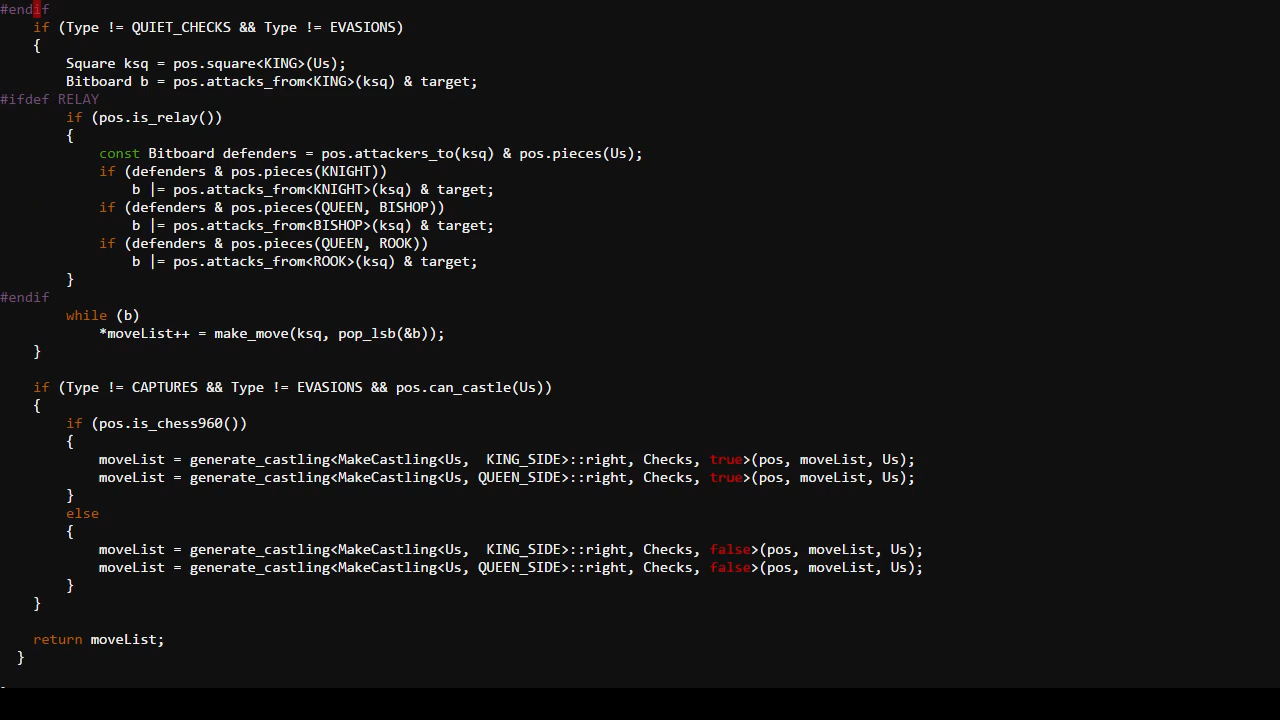 #endif
    if (Type != QUIET_CHECKS && Type != EVASIONS)
    {
        Square ksq = pos.square<KING>(Us);
        Bitboard b = pos.attacks_from<KING>(ksq) & target;
#ifdef RELAY
        if (pos.is_relay())
        {
            const Bitboard defenders = pos.attackers_to(ksq) & pos.pieces(Us);
            if (defenders & pos.pieces(KNIGHT))
                b |= pos.attacks_from<KNIGHT>(ksq) & target;
            if (defenders & pos.pieces(QUEEN, BISHOP))
                b |= pos.attacks_from<BISHOP>(ksq) & target;
            if (defenders & pos.pieces(QUEEN, ROOK))
                b |= pos.attacks_from<ROOK>(ksq) & target;
        }
#endif
        while (b)
            *moveList++ = make_move(ksq, pop_lsb(&b));
    }

    if (Type != CAPTURES && Type != EVASIONS && pos.can_castle(Us))
    {
        if (pos.is_chess960())
        {
            moveList = generate_castling<MakeCastling<Us,  KING_SIDE>::right, Checks, true>(pos, moveList, Us);
            moveList = generate_castling<MakeCastling<Us, QUEEN_SIDE>::right, Checks, true>(pos, moveList, Us);
        }
        else
        {
            moveList = generate_castling<MakeCastling<Us,  KING_SIDE>::right, Checks, false>(pos, moveList, Us);
            moveList = generate_castling<MakeCastling<Us, QUEEN_SIDE>::right, Checks, false>(pos, moveList, Us);
        }
    }

    return moveList;
  }